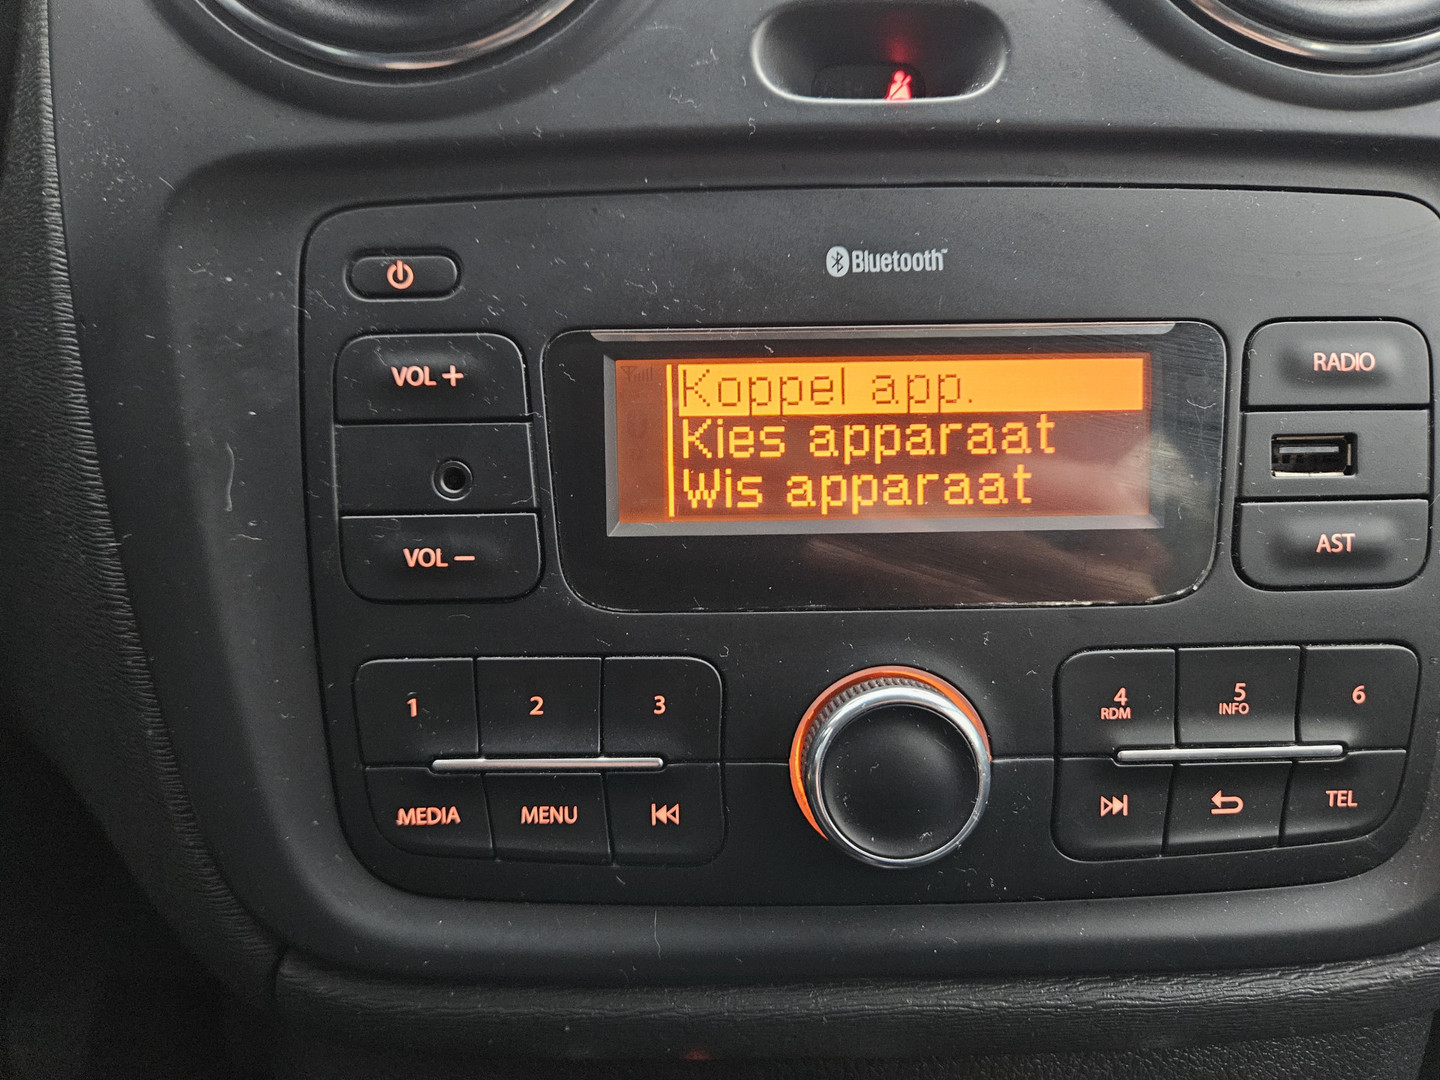 Bluetooth
VOL +
Koppel app.
Kies apparaat
Wis apparaat
RADIO
VOL −
AST
1
2
3
4
RDM
5
INFO
6
MEDIA
MENU
TEL